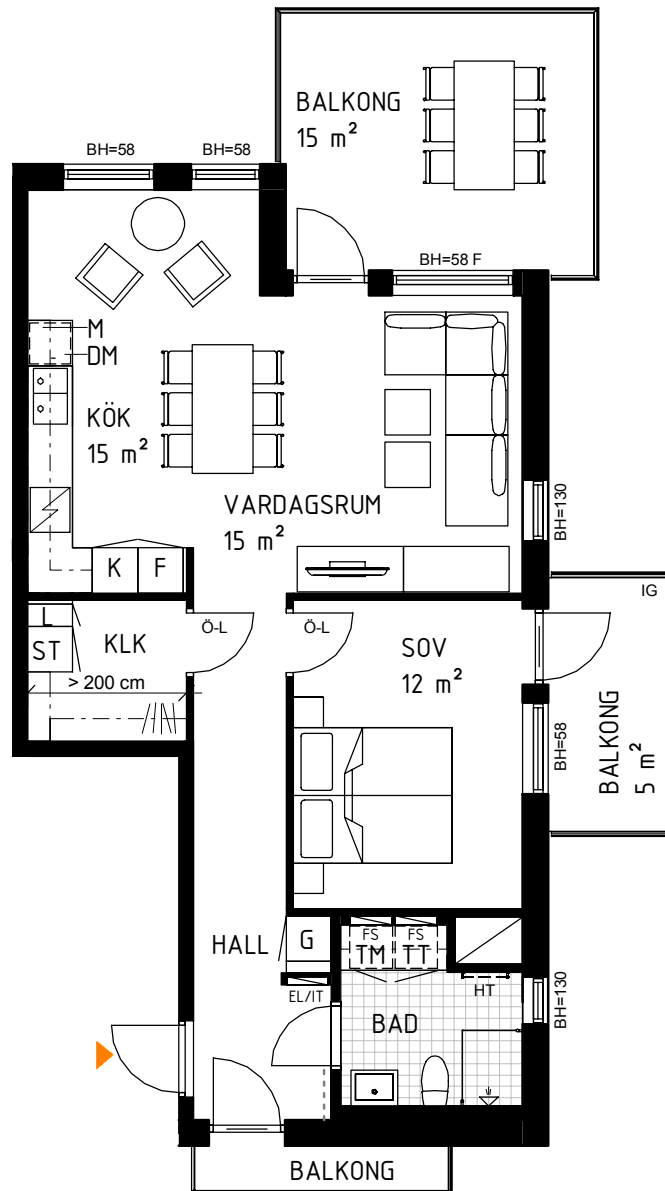 BALKONG
15 m²
BH=58
BH=58
BH=58 F
M
DM
KÖK
15 m²
VARDAGSRUM
15 m²
BH=130
K
F
IG
L
ST
KLK
> 200 cm
Ö-L
Ö-L
SOV
12 m²
BH=58
BALKONG
5 m²
HALL
G
FS
FS
TM
TT
EL/IT
HT
BH=130
BAD
BALKONG